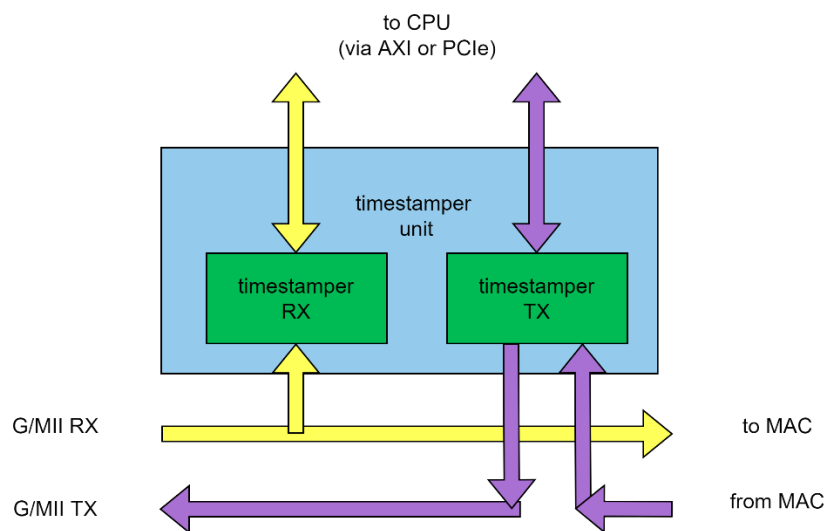 to CPU
(via AXI or PCIe)
timestamper
unit
timestamper
RX
timestamper
TX
G/MII RX
to MAC
G/MII TX
from MAC